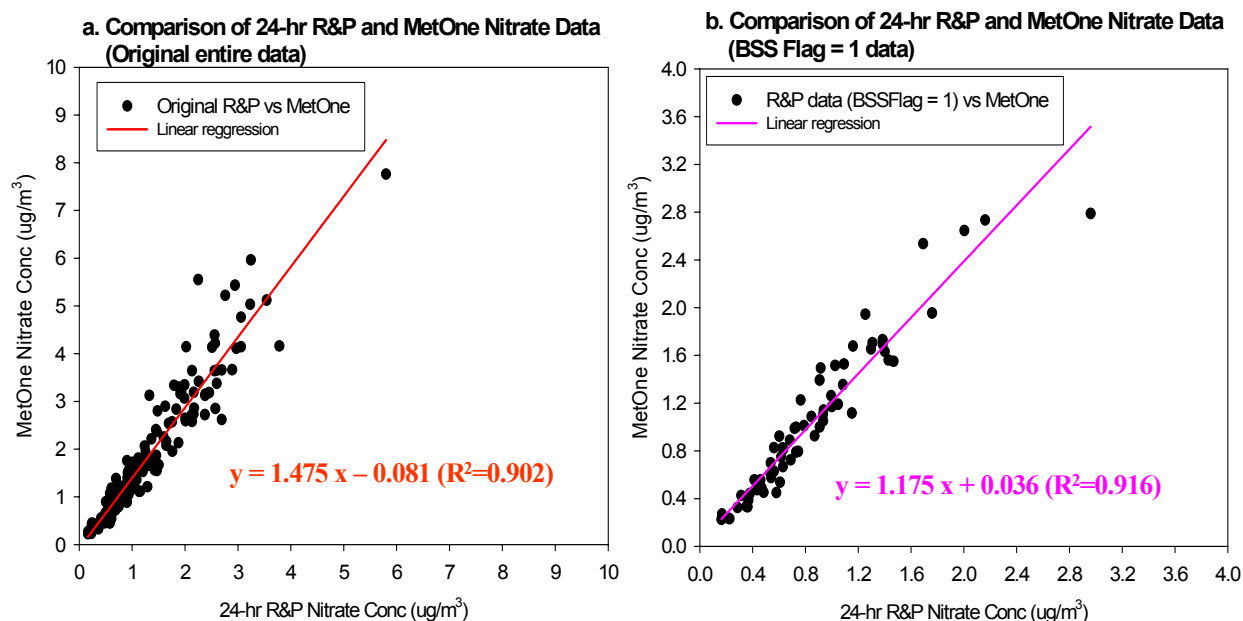 a. Comparison of 24-hr R&P and MetOne Nitrate Data
(Original entire data)
10
9
8
7
6
5
4
3
2
1
0
MetOne Nitrate Conc (ug/m³)
Original R&P vs MetOne
Linear reggression
y = 1.475 x – 0.081 (R²=0.902)
0 1 2 3 4 5 6 7 8 9 10
24-hr R&P Nitrate Conc (ug/m³)
b. Comparison of 24-hr R&P and MetOne Nitrate Data
(BSS Flag = 1 data)
4.0
3.6
3.2
2.8
2.4
2.0
1.6
1.2
0.8
0.4
0.0
MetOne Nitrate Conc (ug/m³)
R&P data (BSSFlag = 1) vs MetOne
Linear regression
y = 1.175 x + 0.036 (R²=0.916)
0.0 0.4 0.8 1.2 1.6 2.0 2.4 2.8 3.2 3.6 4.0
24-hr R&P Nitrate Conc (ug/m³)